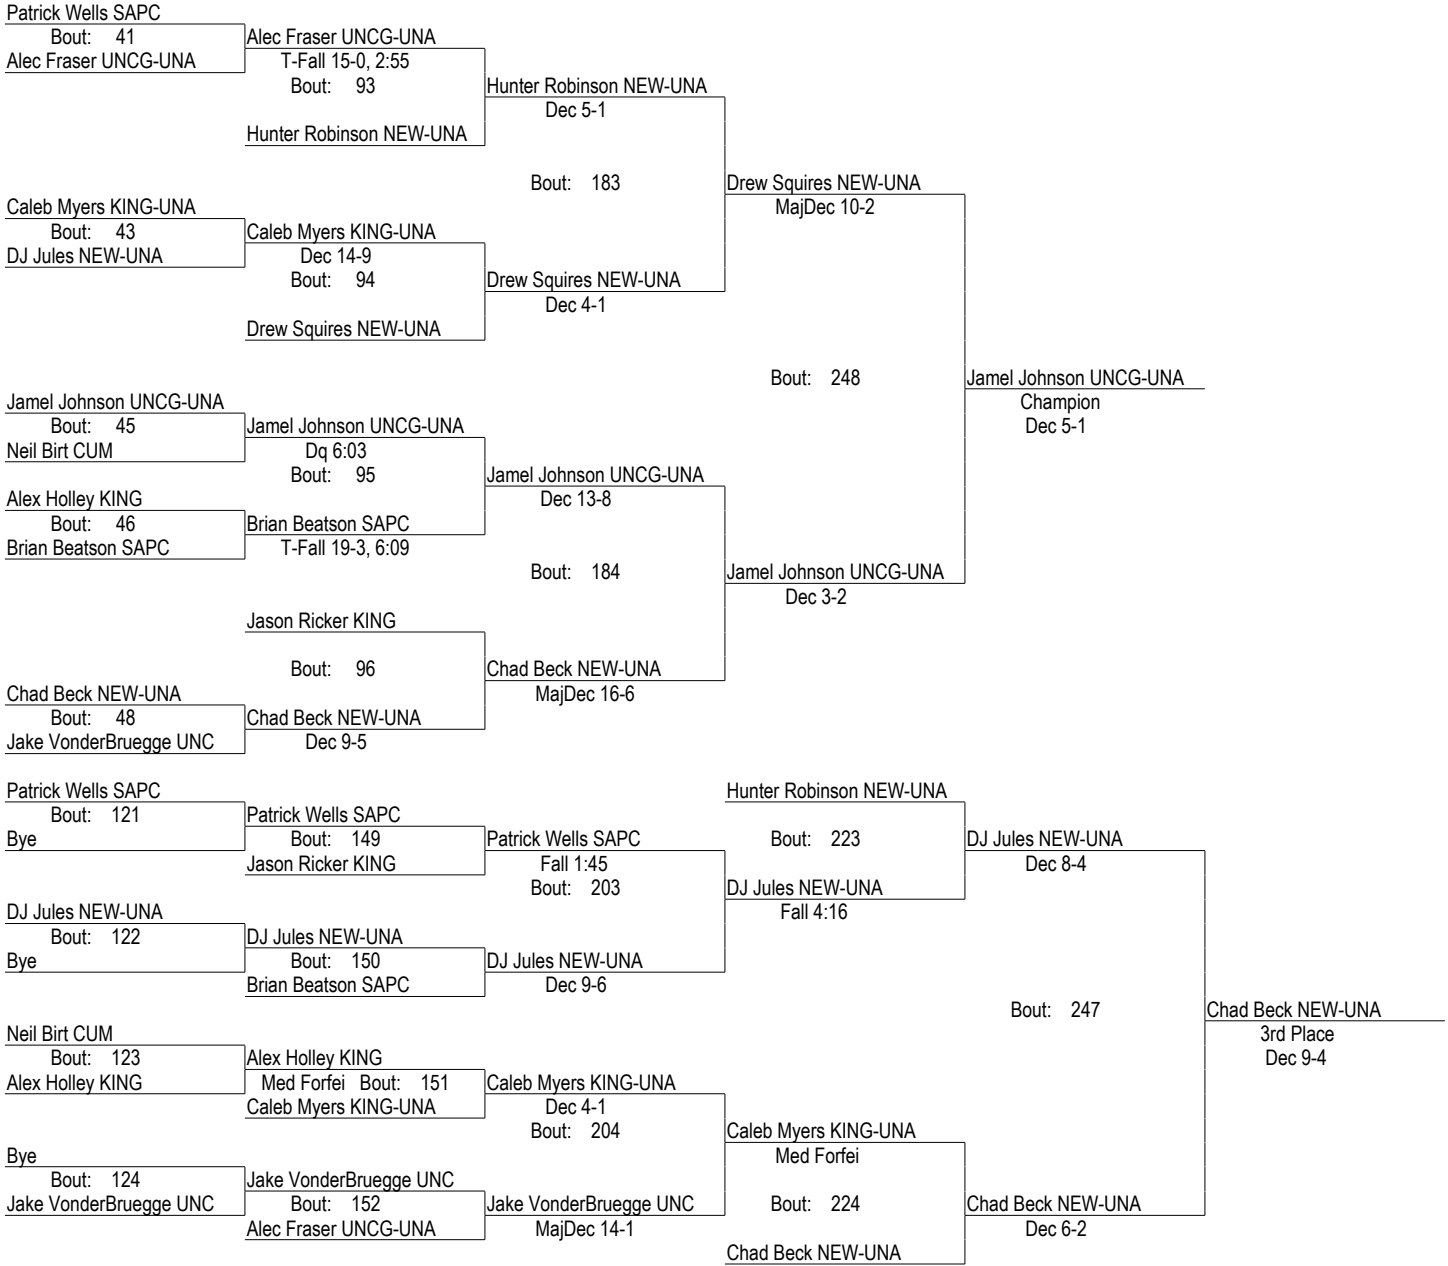 Patrick Wells SAPC
Bout: 41
Alec Fraser UNCG-UNA
Alec Fraser UNCG-UNA
T-Fall 15-0, 2:55
Bout: 93
Hunter Robinson NEW-UNA
Hunter Robinson NEW-UNA
Dec 5-1
Bout: 183
Drew Squires NEW-UNA
MajDec 10-2
Caleb Myers KING-UNA
Bout: 43
DJ Jules NEW-UNA
Caleb Myers KING-UNA
Dec 14-9
Bout: 94
Drew Squires NEW-UNA
Drew Squires NEW-UNA
Dec 4-1
Bout: 248
Jamel Johnson UNCG-UNA
Champion
Dec 5-1
Jamel Johnson UNCG-UNA
Bout: 45
Neil Birt CUM
Jamel Johnson UNCG-UNA
Dq 6:03
Bout: 95
Jamel Johnson UNCG-UNA
Dec 13-8
Alex Holley KING
Bout: 46
Brian Beatson SAPC
Brian Beatson SAPC
T-Fall 19-3, 6:09
Bout: 184
Jamel Johnson UNCG-UNA
Dec 3-2
Jason Ricker KING
Bout: 96
Chad Beck NEW-UNA
MajDec 16-6
Chad Beck NEW-UNA
Bout: 48
Jake VonderBruegge UNC
Chad Beck NEW-UNA
Dec 9-5
Patrick Wells SAPC
Bout: 121
Bye
Patrick Wells SAPC
Bout: 149
Jason Ricker KING
Patrick Wells SAPC
Fall 1:45
Bout: 203
Hunter Robinson NEW-UNA
Bout: 223
DJ Jules NEW-UNA
Fall 4:16
DJ Jules NEW-UNA
Dec 8-4
DJ Jules NEW-UNA
Bout: 122
Bye
DJ Jules NEW-UNA
Bout: 150
Brian Beatson SAPC
DJ Jules NEW-UNA
Dec 9-6
Bout: 247
Chad Beck NEW-UNA
3rd Place
Dec 9-4
Neil Birt CUM
Bout: 123
Alex Holley KING
Alex Holley KING
Med Forfei Bout: 151
Caleb Myers KING-UNA
Caleb Myers KING-UNA
Dec 4-1
Bout: 204
Caleb Myers KING-UNA
Med Forfei
Bye
Bout: 124
Jake VonderBruegge UNC
Jake VonderBruegge UNC
Bout: 152
Alec Fraser UNCG-UNA
Jake VonderBruegge UNC
MajDec 14-1
Bout: 224
Chad Beck NEW-UNA
Chad Beck NEW-UNA
Dec 6-2